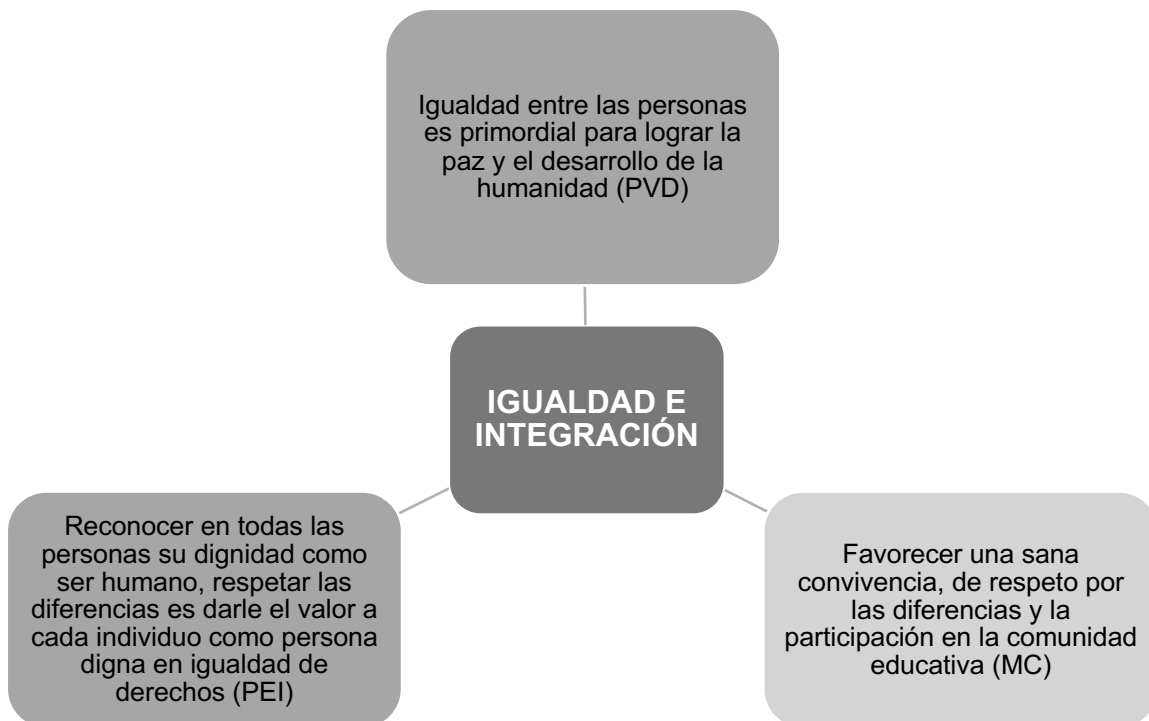 Igualdad entre las personas
es primordial para lograr la
paz y el desarrollo de la
humanidad (PVD)
IGUALDAD E
INTEGRACIÓN
Reconocer en todas las
personas su dignidad como
ser humano, respetar las
diferencias es darle el valor a
cada individuo como persona
digna en igualdad de
derechos (PEI)
Favorecer una sana
convivencia, de respeto por
las diferencias y la
participación en la comunidad
educativa (MC)